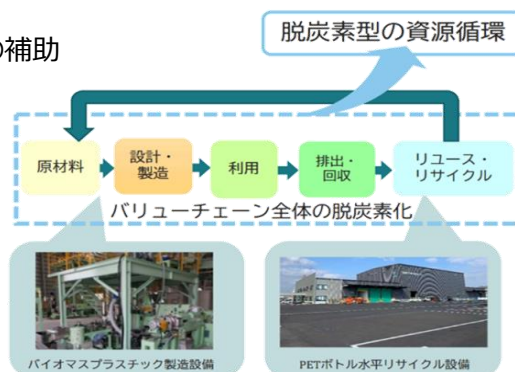 脱炭素型の資源循環
の補助
原材料
設計・
製造
利用
排出・
回収
リユース・
リサイクル
バリューチェーン全体の脱炭素化
バイオマスプラスチック製造設備
PETボトル水平リサイクル設備